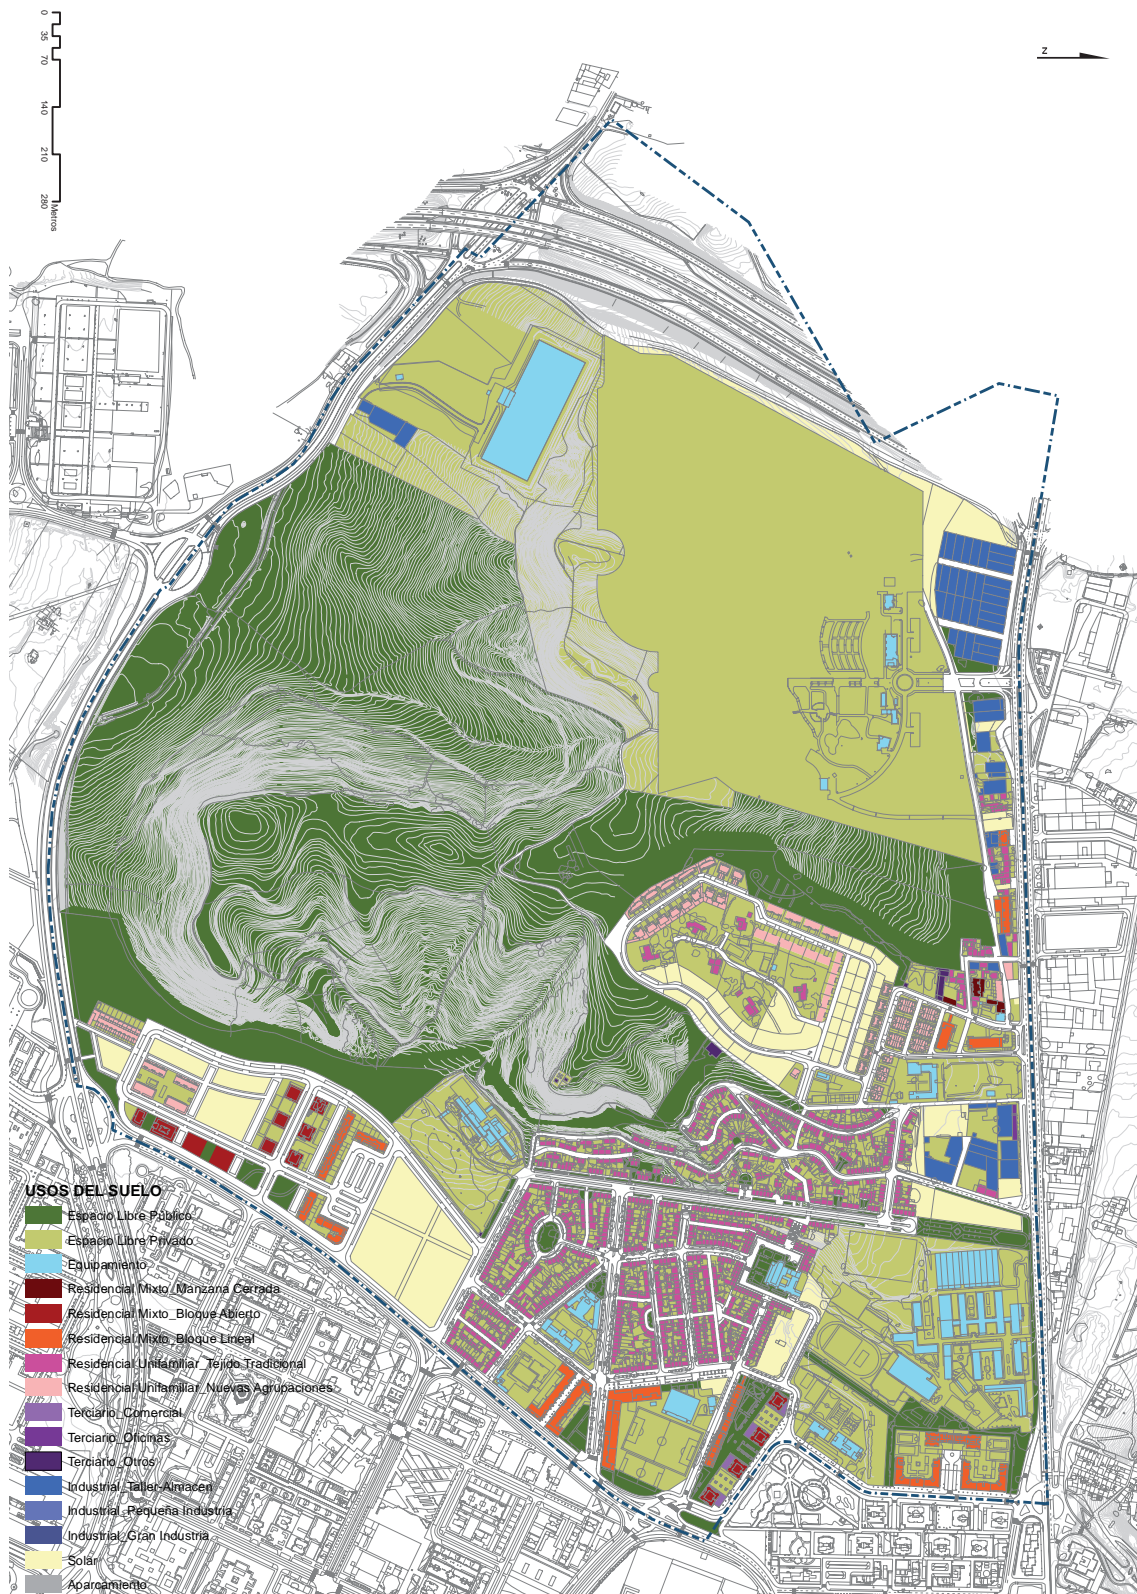 0
35
70
140
210
280
Metros
Z
USOS DEL SUELO
Espacio Libre Público
Espacio Libre Privado
Equipamiento
Residencial Mixto_Manzana Cerrada
Residencial Mixto_Bloque Abierto
Residencial Mixto_Bloque Lineal
Residencial Unifamiliar_Tejido Tradicional
Residencial Unifamiliar_Nuevas Agrupaciones
Terciario_Comercial
Terciario_Oficinas
Terciario_Otros
Industrial_Taller-Almacen
Industrial_Pequeña Industria
Industrial_Gran Industria
Solar
Aparcamiento